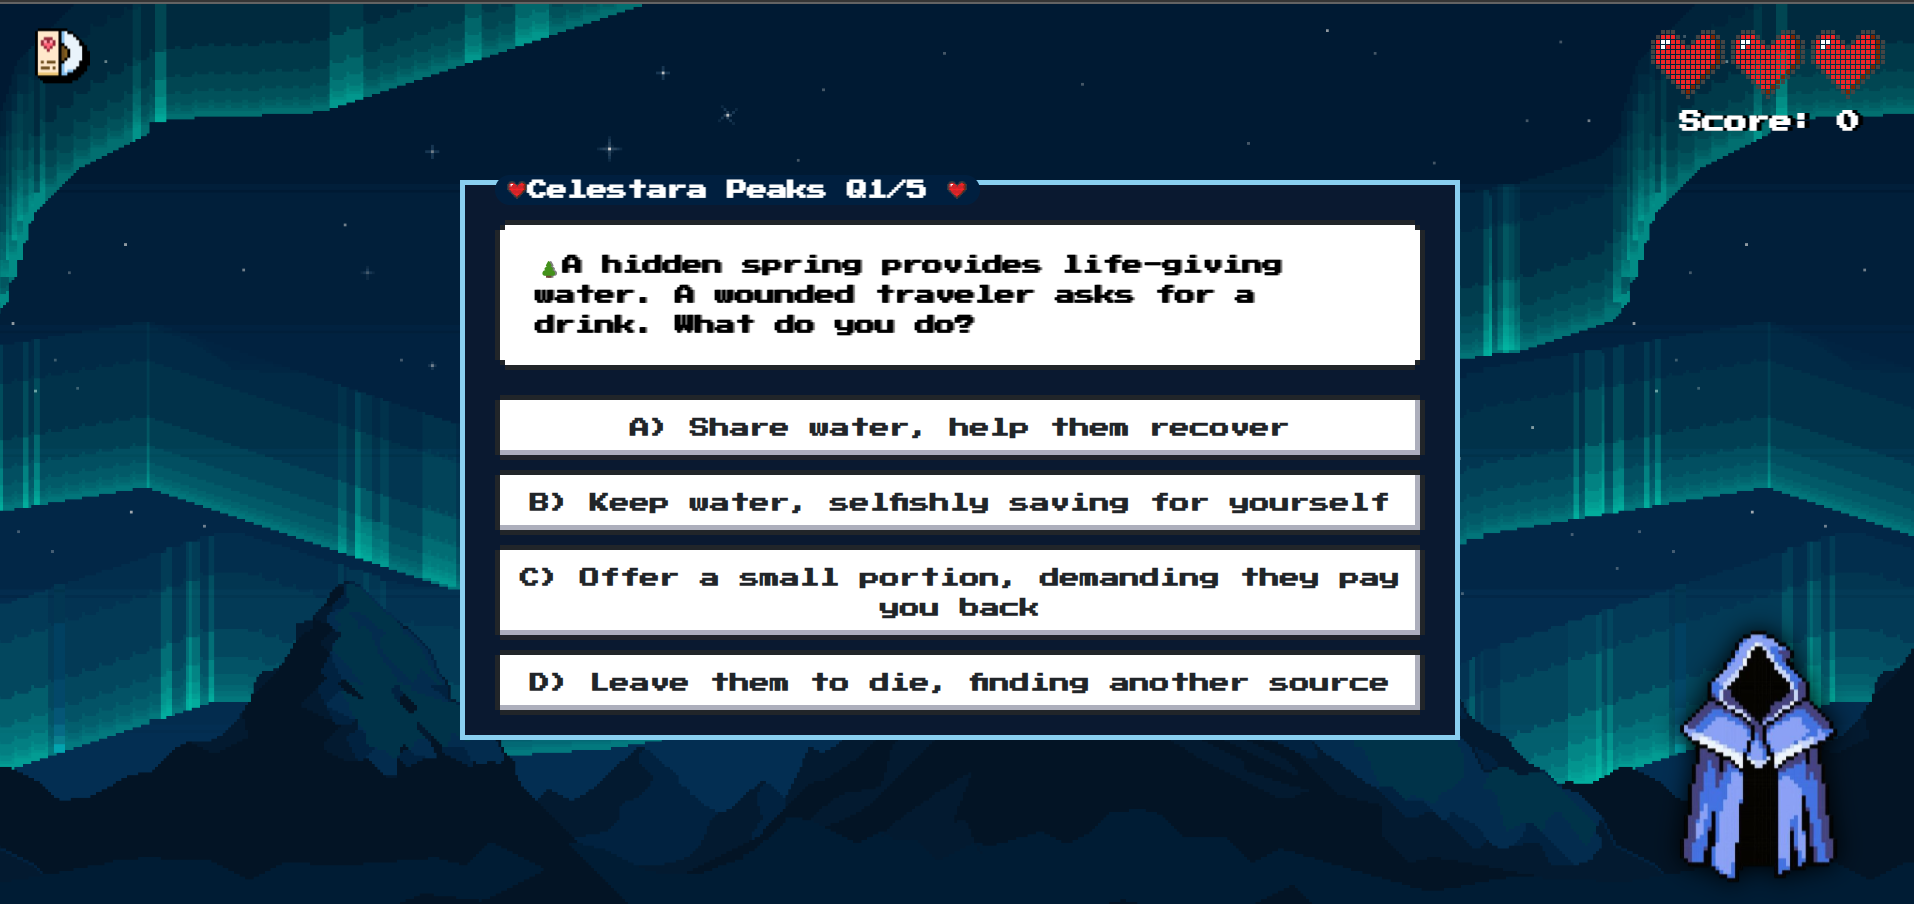 Score: 0
Celestara Peaks Q1/5
A hidden spring provides life-giving
water. A wounded traveler asks for a
drink. What do you do?
A) Share water, help them recover
B) Keep water, selfishly saving for yourself
C) Offer a small portion, demanding they pay
you back
D) Leave them to die, finding another source